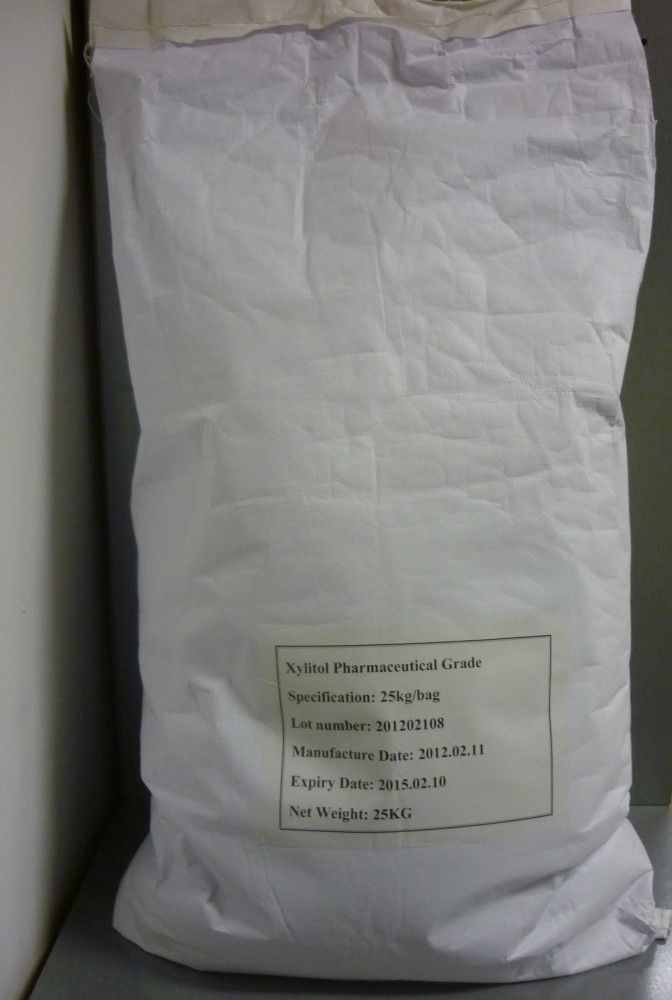 Xylitol Pharmaceutical Grade
Specification: 25kg/bag
Lot number: 201202108
Manufacture Date: 2012.02.11
Expiry Date: 2015.02.10
Net Weight: 25KG